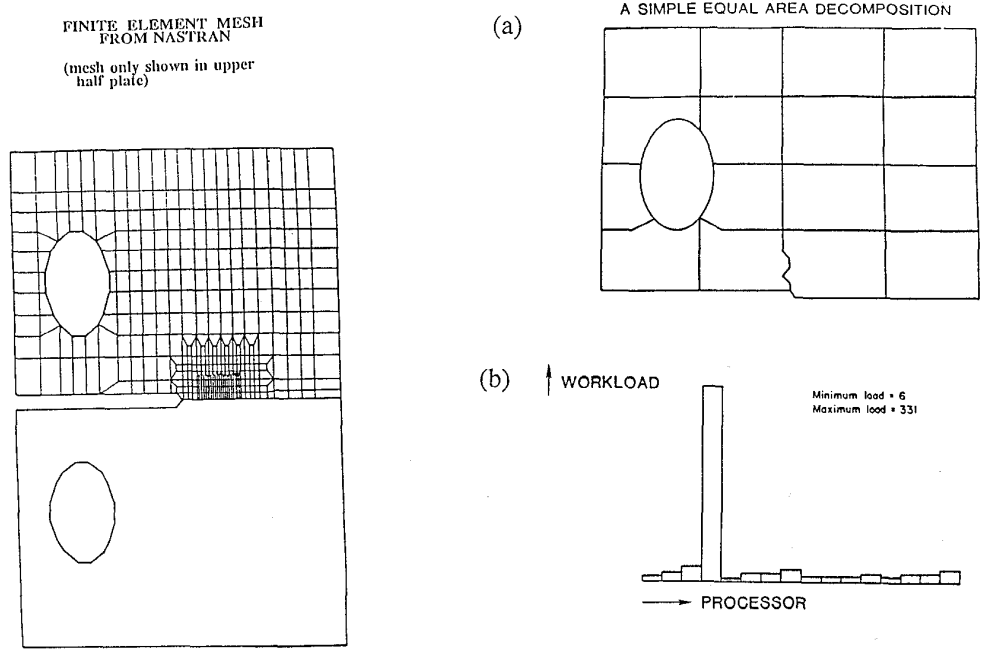 FINITE ELEMENT MESH
FROM NASTRAN
(mesh only shown in upper
half plate)
(a)
A SIMPLE EQUAL AREA DECOMPOSITION
(b)
WORKLOAD
Minimum load = 6
Maximum load = 331
PROCESSOR